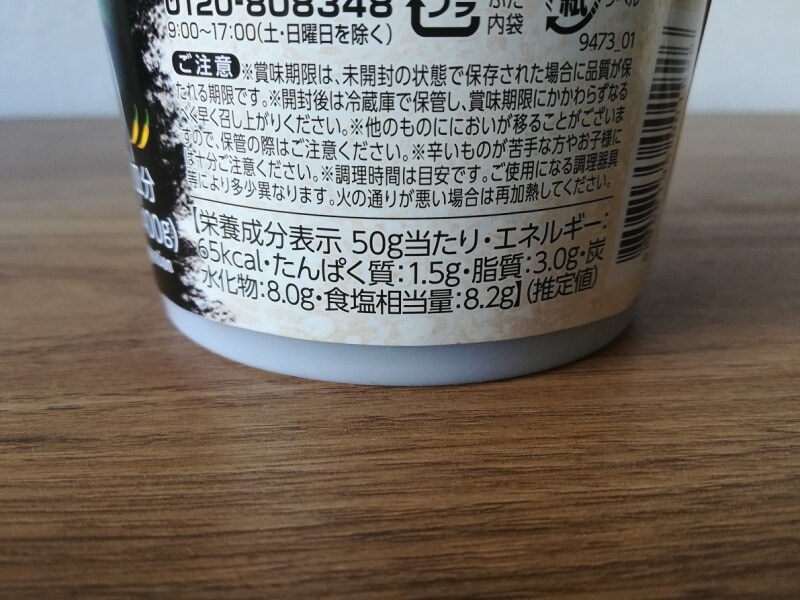 0120-808348
9:00~17:00(土・日曜日を除く)
プラ
ふた
内袋
紙
ラベル
9473_01
ご注意 ※賞味期限は、未開封の状態で保存された場合に品質が保
たれる期限です。※開封後は冷蔵庫で保管し、賞味期限にかかわらずなる
べく早く召し上がりください。※他のものににおいが移ることがございま
すので、保管の際はご注意ください。※辛いものが苦手な方やお子様に
は十分ご注意ください。※調理時間は目安です。ご使用になる調理器具
等により多少異なります。火の通りが悪い場合は再加熱してください。
【栄養成分表示 50g当たり・エネルギー:
65kcal・たんぱく質:1.5g・脂質:3.0g・炭
水化物:8.0g・食塩相当量:8.2g】(推定値)
分
00g)